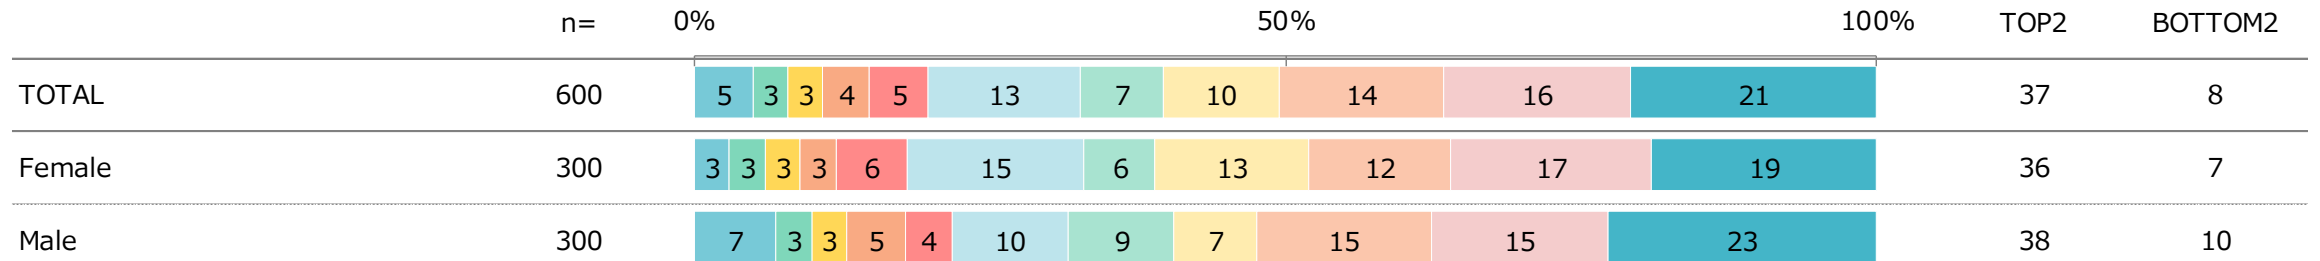 n= 0% 50% 100% TOP2 BOTTOM2
TOTAL 600 5 3 3 4 5 13 7 10 14 16 21 37 8
Female 300 3 3 3 3 6 15 6 13 12 17 19 36 7
Male 300 7 3 3 5 4 10 9 7 15 15 23 38 10